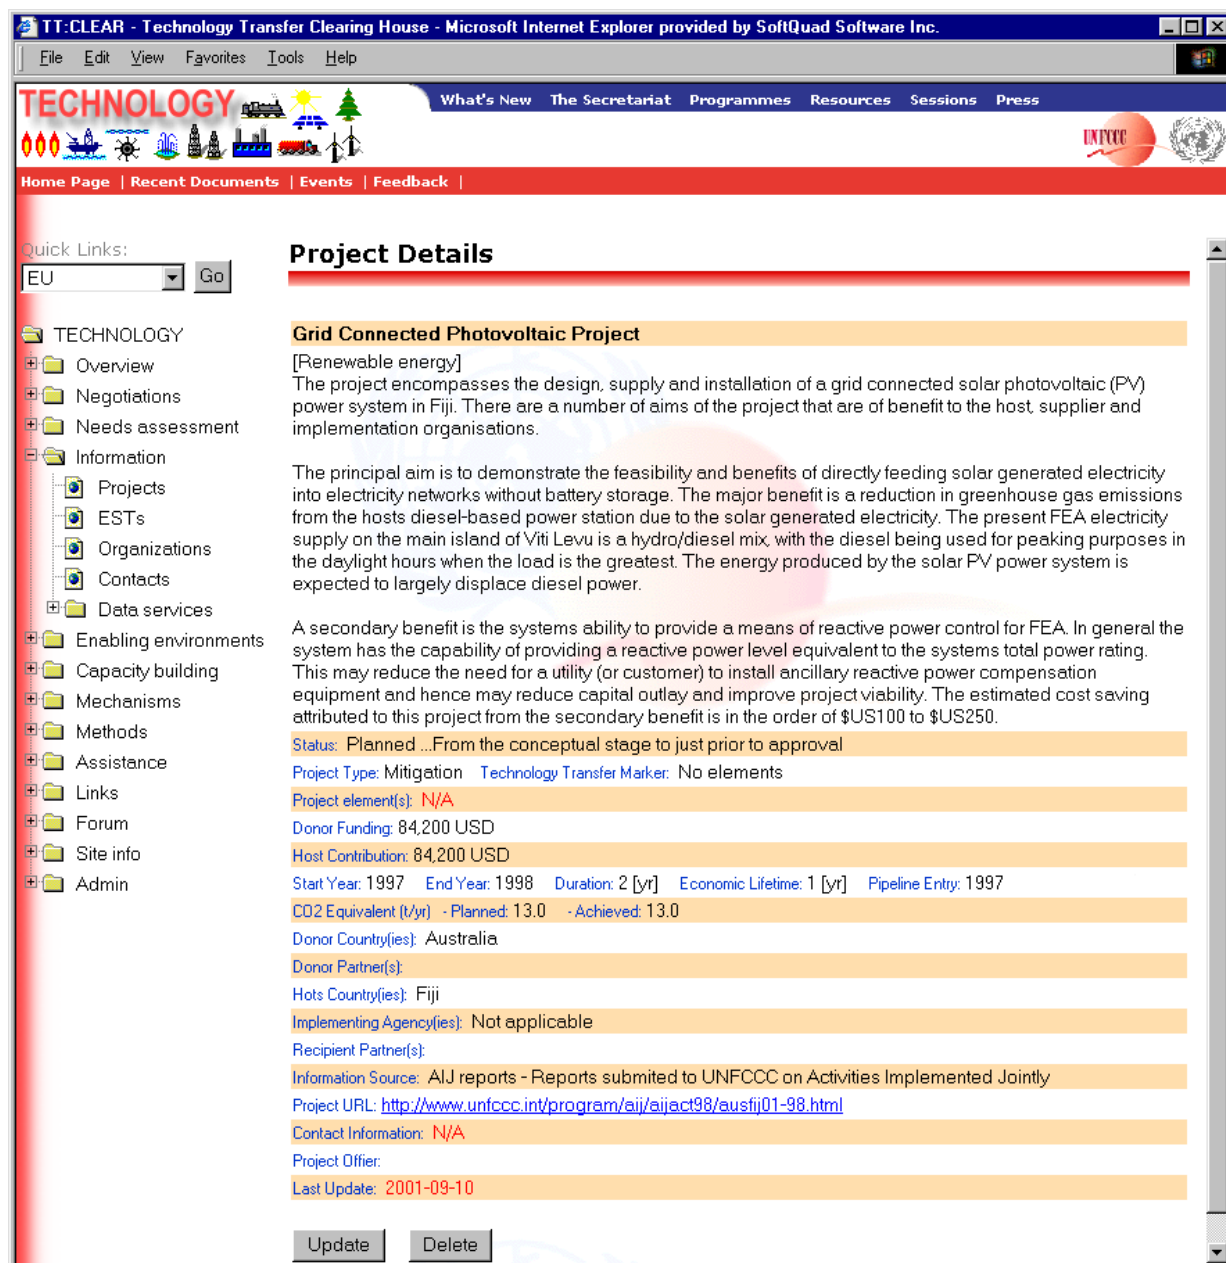 TT:CLEAR - Technology Transfer Clearing House - Microsoft Internet Explorer provided by SoftQuad Software Inc.
File Edit View Favorites Tools Help
TECHNOLOGY
What's New The Secretariat Programmes Resources Sessions Press
UNFCCC
Home Page | Recent Documents | Events | Feedback |
Quick Links:
EU Go
TECHNOLOGY
Overview
Negotiations
Needs assessment
Information
Projects
ESTs
Organizations
Contacts
Data services
Enabling environments
Capacity building
Mechanisms
Methods
Assistance
Links
Forum
Site info
Admin
Project Details
Grid Connected Photovoltaic Project
[Renewable energy]
The project encompasses the design, supply and installation of a grid connected solar photovoltaic (PV)
power system in Fiji. There are a number of aims of the project that are of benefit to the host, supplier and
implementation organisations.
The principal aim is to demonstrate the feasibility and benefits of directly feeding solar generated electricity
into electricity networks without battery storage. The major benefit is a reduction in greenhouse gas emissions
from the hosts diesel-based power station due to the solar generated electricity. The present FEA electricity
supply on the main island of Viti Levu is a hydro/diesel mix, with the diesel being used for peaking purposes in
the daylight hours when the load is the greatest. The energy produced by the solar PV power system is
expected to largely displace diesel power.
A secondary benefit is the systems ability to provide a means of reactive power control for FEA. In general the
system has the capability of providing a reactive power level equivalent to the systems total power rating.
This may reduce the need for a utility (or customer) to install ancillary reactive power compensation
equipment and hence may reduce capital outlay and improve project viability. The estimated cost saving
attributed to this project from the secondary benefit is in the order of $US100 to $US250.
Status: Planned ...From the conceptual stage to just prior to approval
Project Type: Mitigation Technology Transfer Marker: No elements
Project element(s): N/A
Donor Funding: 84,200 USD
Host Contribution: 84,200 USD
Start Year: 1997 End Year: 1998 Duration: 2 [yr] Economic Lifetime: 1 [yr] Pipeline Entry: 1997
CO2 Equivalent (t/yr) - Planned: 13.0 - Achieved: 13.0
Donor Country(ies): Australia
Donor Partner(s):
Hots Country(ies): Fiji
Implementing Agency(ies): Not applicable
Recipient Partner(s):
Information Source: AIJ reports - Reports submited to UNFCCC on Activities Implemented Jointly
Project URL: http://www.unfccc.int/program/aij/aijact98/ausfij01-98.html
Contact Information: N/A
Project Offier:
Last Update: 2001-09-10
Update Delete